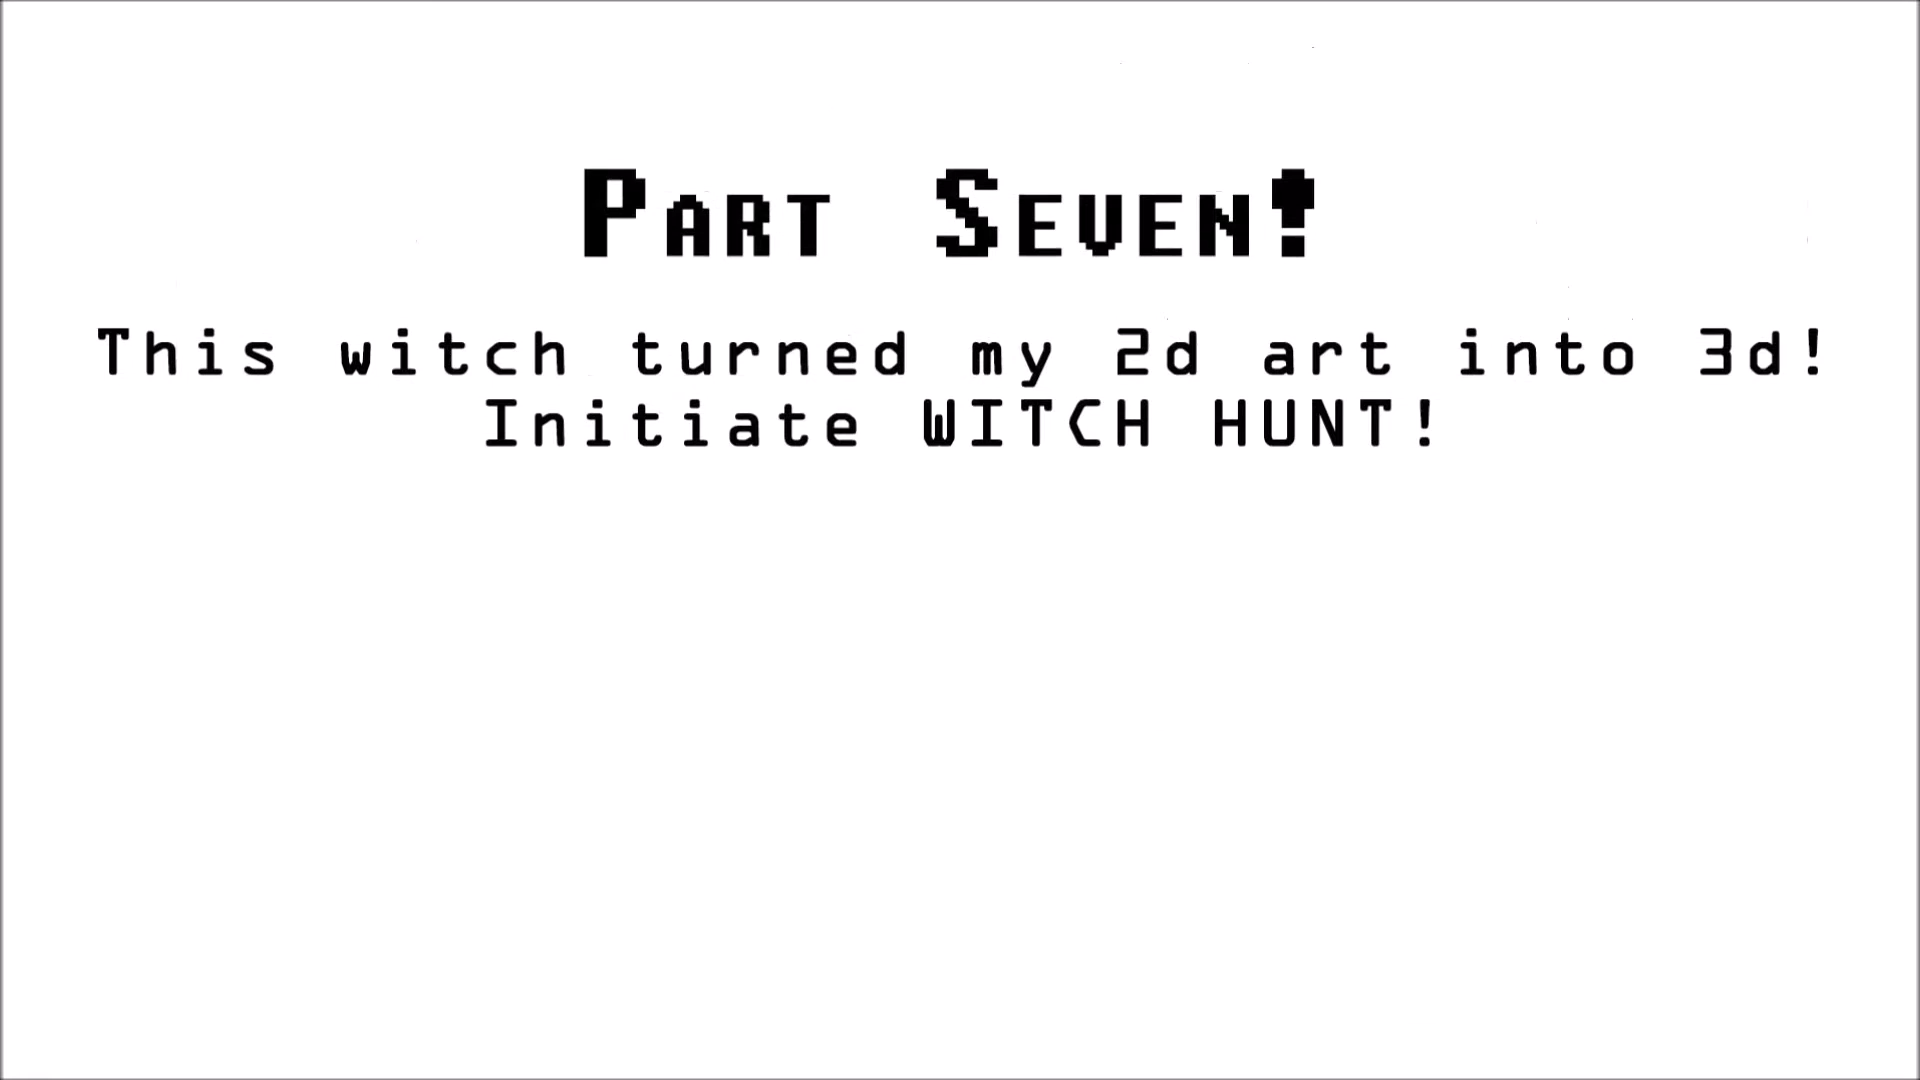 Part Seven!
This witch turned my 2d art into 3d!
Initiate WITCH HUNT!